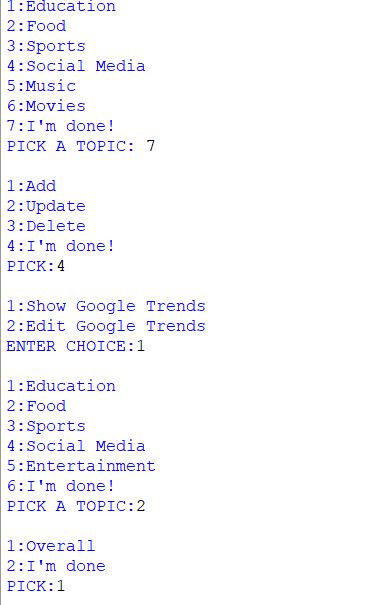 1:Education
2:Food
3:Sports
4:Social Media
5:Music
6:Movies
7:I'm done!
PICK A TOPIC: 7
1:Add
2:Update
3:Delete
4:I'm done!
PICK:4
1:Show Google Trends
2:Edit Google Trends
ENTER CHOICE:1
1:Education
2:Food
3:Sports
4:Social Media
5:Entertainment
6:I'm done!
PICK A TOPIC:2
1:Overall
2:I'm done
PICK:1